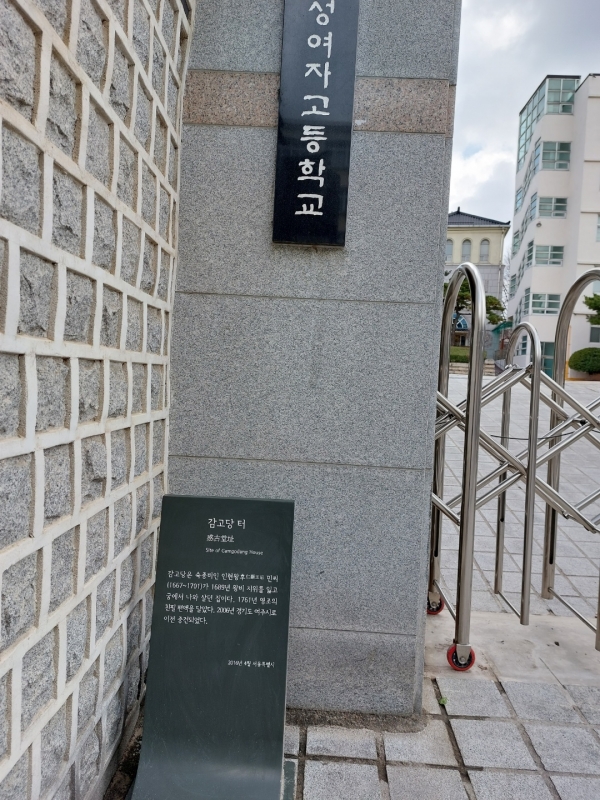 성여자고등학교
감고당 터
感古堂址
Site of Gamgodang House
감고당은 숙종비인 인현왕후仁顯王后 민씨
(1667~1701)가 1689년 왕비 지위를 잃고
궁에서 나와 살던 집이다. 1761년 영조의
친필 편액을 달았다. 2006년 경기도 여주시로
이전 중건되었다.
2016년 4월 서울특별시